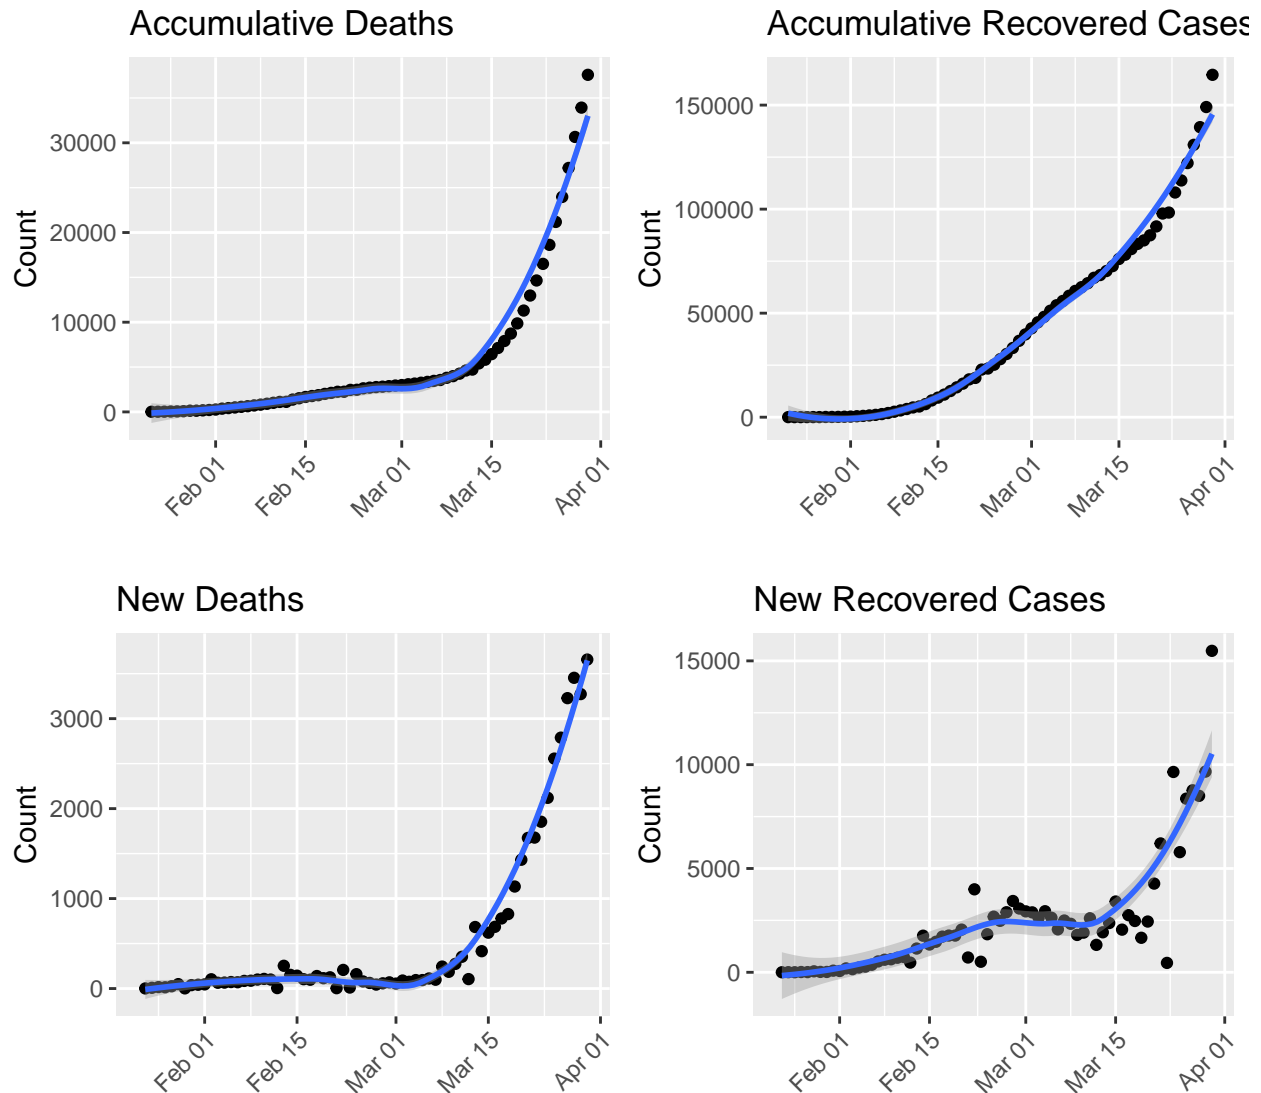 Accumulative Deaths
Count
30000
20000
10000
0
Feb 01
Feb 15
Mar 01
Mar 15
Apr 01
Accumulative Recovered Cases
Count
150000
100000
50000
0
Feb 01
Feb 15
Mar 01
Mar 15
Apr 01
New Deaths
Count
3000
2000
1000
0
Feb 01
Feb 15
Mar 01
Mar 15
Apr 01
New Recovered Cases
Count
15000
10000
5000
0
Feb 01
Feb 15
Mar 01
Mar 15
Apr 01